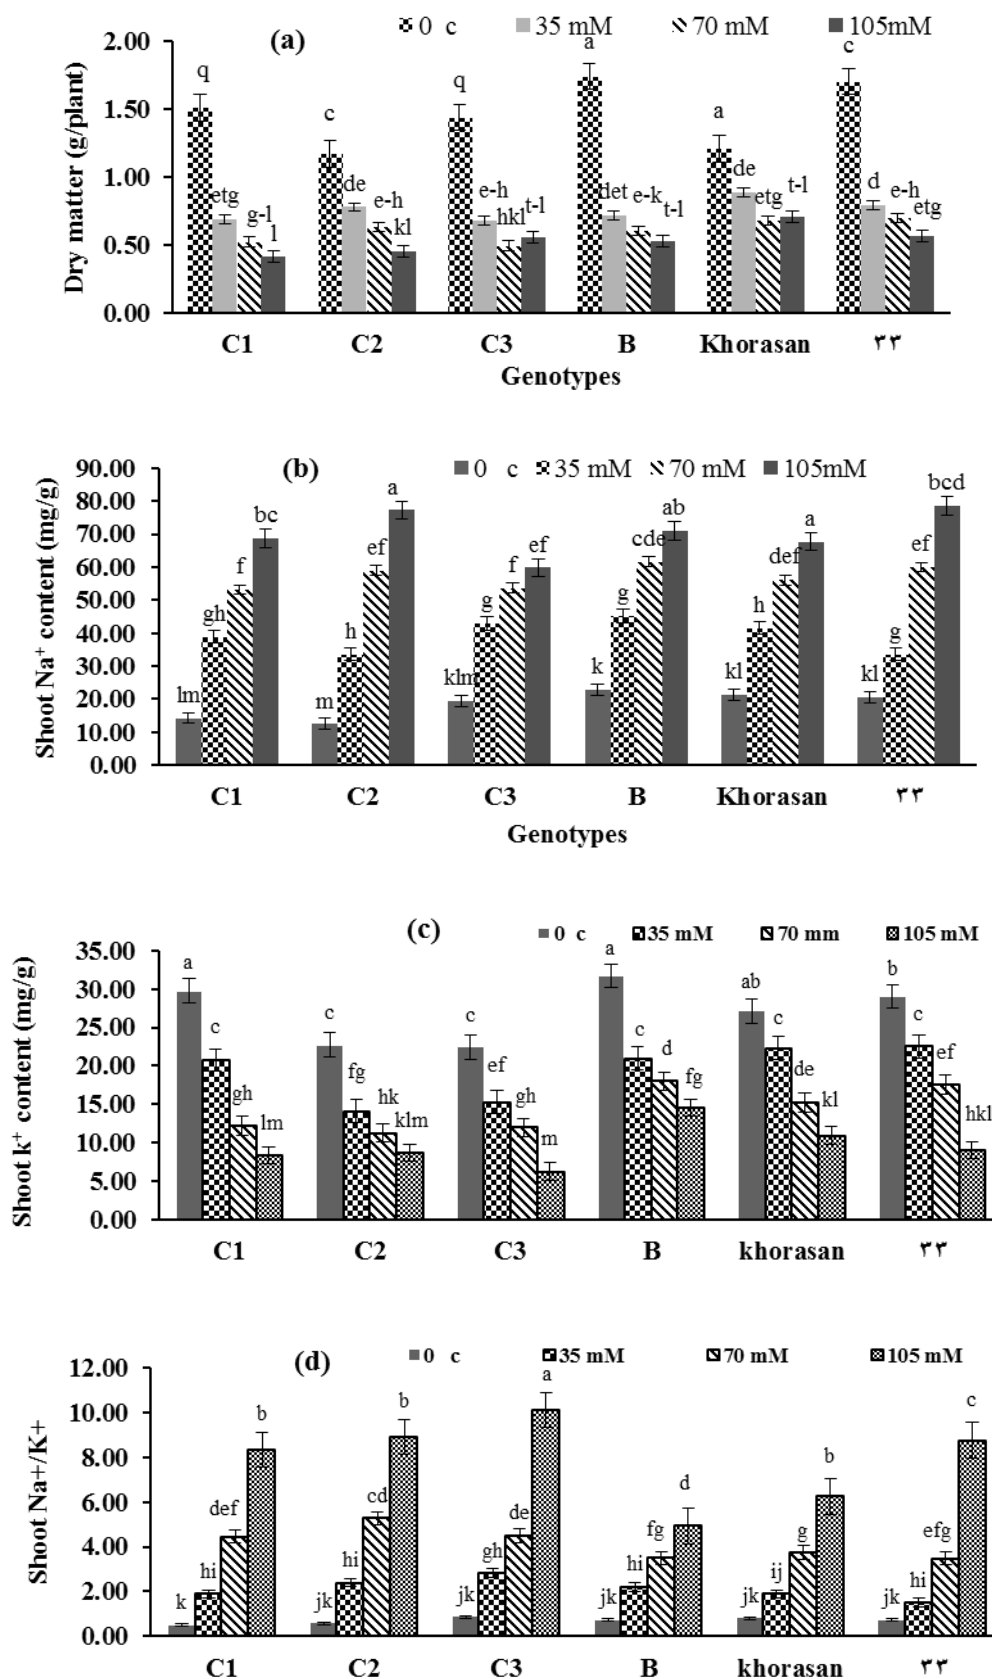 (a)
0 c 35 mM 70 mM 105mM
Dry matter (g/plant)
2.00
1.50
1.00
0.50
0.00
q etg g-l l
c de e-h kl
q e-h hkl t-l
a det e-k t-l
a de etg t-l
c d e-h etg
C1 C2 C3 B Khorasan ٣٣
Genotypes
(b)
0 c 35 mM 70 mM 105mM
Shoot Na⁺ content (mg/g)
90.00
80.00
70.00
60.00
50.00
40.00
30.00
20.00
10.00
0.00
lm gh f bc
m h ef a
klm g f ef
k g cde ab
kl h def a
kl g ef bcd
C1 C2 C3 B Khorasan ٣٣
Genotypes
(c)
0 c 35 mM 70 mm 105 mM
Shoot k⁺ content (mg/g)
35.00
30.00
25.00
20.00
15.00
10.00
5.00
0.00
a c gh lm
c fg hk klm
c ef gh m
a c d fg
ab c de kl
b c ef hkl
C1 C2 C3 B khorasan ٣٣
(d)
0 c 35 mM 70 mM 105 mM
Shoot Na+/K+
12.00
10.00
8.00
6.00
4.00
2.00
0.00
k hi def b
jk hi cd b
jk gh de a
jk hi fg d
jk ij g b
jk hi efg c
C1 C2 C3 B khorasan ٣٣